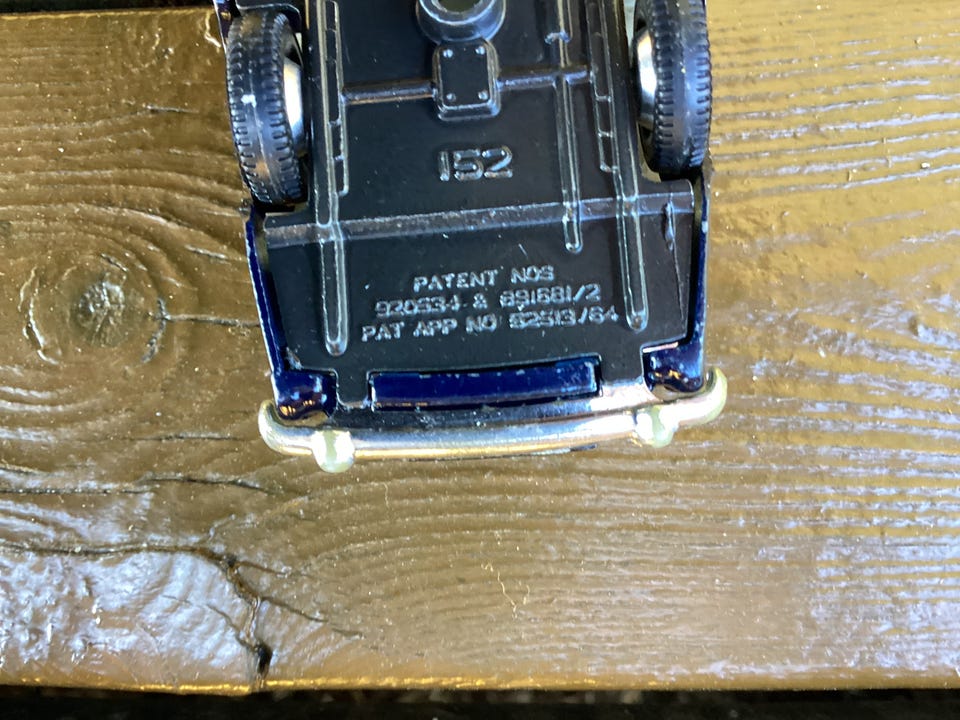 152
PATENT NOS
920534 & 891681/2
PAT APP NO 52513/64